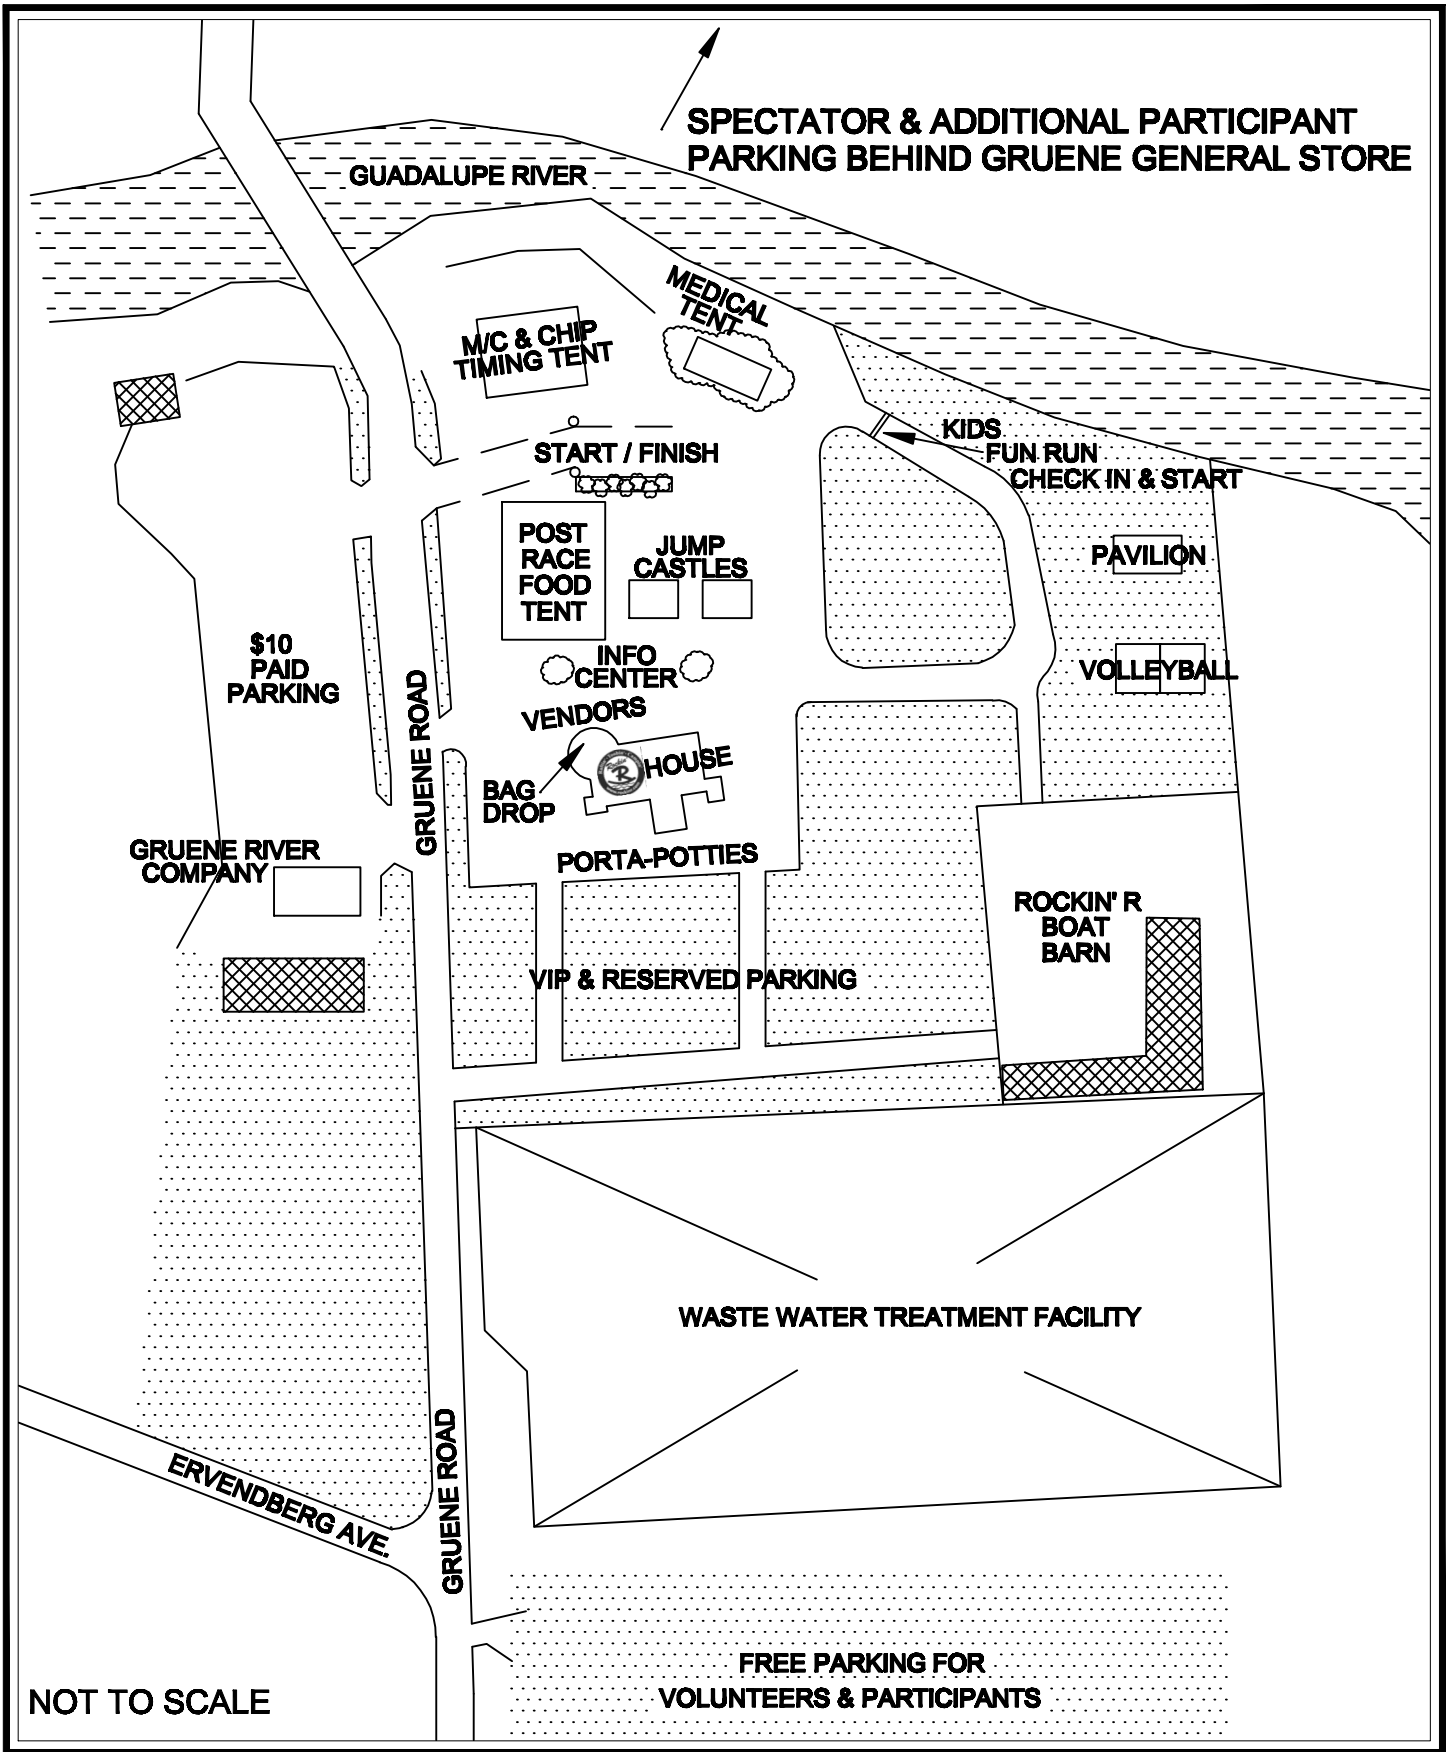 SPECTATOR & ADDITIONAL PARTICIPANT
PARKING BEHIND GRUENE GENERAL STORE
GUADALUPE RIVER
MEDICAL
TENT
M/C & CHIP
TIMING TENT
START / FINISH
KIDS
FUN RUN
CHECK IN & START
POST
RACE
FOOD
TENT
JUMP
CASTLES
PAVILION
VOLLEYBALL
$10
PAID
PARKING
INFO
CENTER
VENDORS
GRUENE ROAD
R
HOUSE
BAG
DROP
GRUENE RIVER
COMPANY
PORTA-POTTIES
ROCKIN' R
BOAT
BARN
VIP & RESERVED PARKING
WASTE WATER TREATMENT FACILITY
GRUENE ROAD
ERVENDBERG AVE.
FREE PARKING FOR
VOLUNTEERS & PARTICIPANTS
NOT TO SCALE